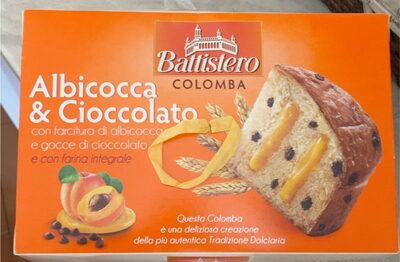 Battistero
COLOMBA
Albicocca
& Cioccolato
con farcitura di albicocca
e gocce di cioccolato
e con farina integrale
Questa Colomba
è una deliziosa creazione
della più autentica Tradizione Dolciaria